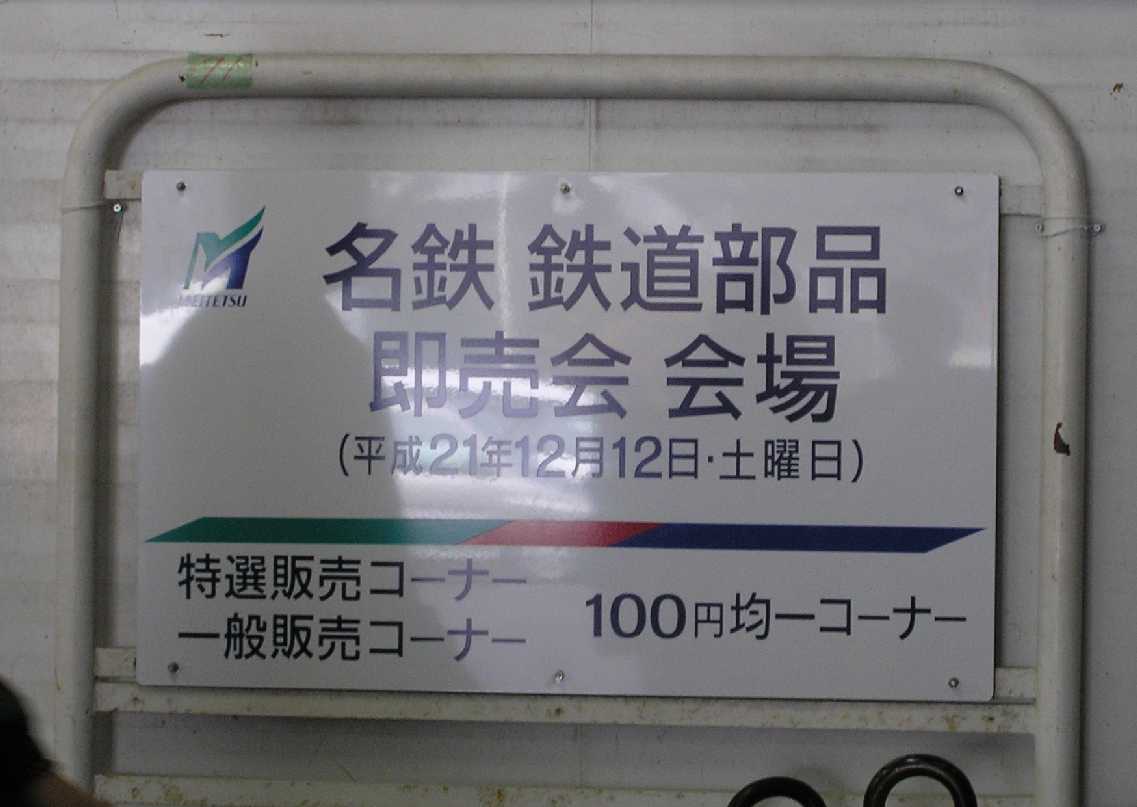 MEITETSU
名鉄 鉄道部品
即売会 会場
(平成21年12月12日·土曜日)
特選販売コーナー
一般販売コーナー
100円均一コーナー